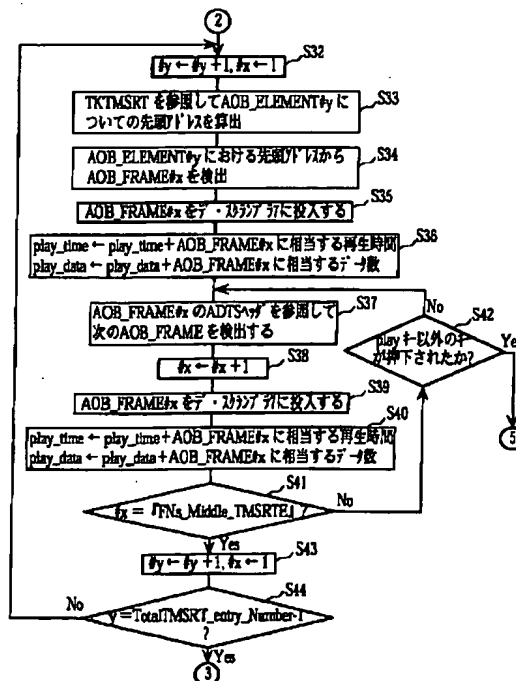 2
S32
#y ← #y + 1, #x ← 1
TKTMSRT を参照してAOB_ELEMENT#y に
ついての先頭アドレスを算出
S33
AOB_ELEMENT#y における先頭アドレスから
AOB_FRAME#x を検出
S34
S35
AOB_FRAME#x をデ・スクランブラ7に投入する
S36
play_time ← play_time+AOB_FRAME#x に相当する再生時間
play_data ← play_data+AOB_FRAME#x に相当するデータ数
AOB_FRAME#x のADTSヘッダを参照して
次のAOB_FRAME を検出する
S37
No
S42
playキー以外のキー
が押下されたか?
Yes
5
S38
#x ← #x + 1
S39
AOB_FRAME#x をデ・スクランブラ7に投入する
S40
play_time ← play_time+AOB_FRAME#x に相当する再生時間
play_data ← play_data+AOB_FRAME#x に相当するデータ数
S41
#x = 『FNs_Middle_TMSRTE』 ?
No
Yes
S43
#y ← #y + 1, #x ← 1
S44
No
y =TotalTMSRT_entry_Number-1
?
Yes
3